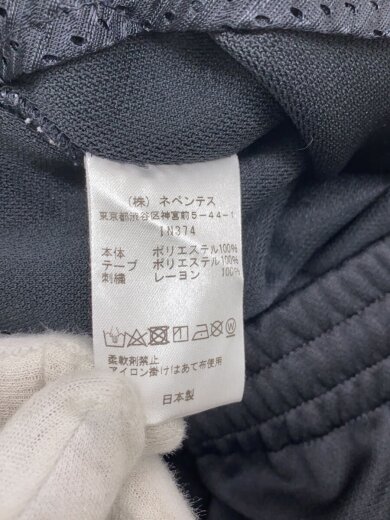 (株) ネペンテス
東京都渋谷区神宮前5-44-1
IN374
本体 ポリエステル100%
テープ ポリエステル100%
刺繍 レーヨン 100%
柔軟剤禁止
アイロン掛けはあて布使用
日本製